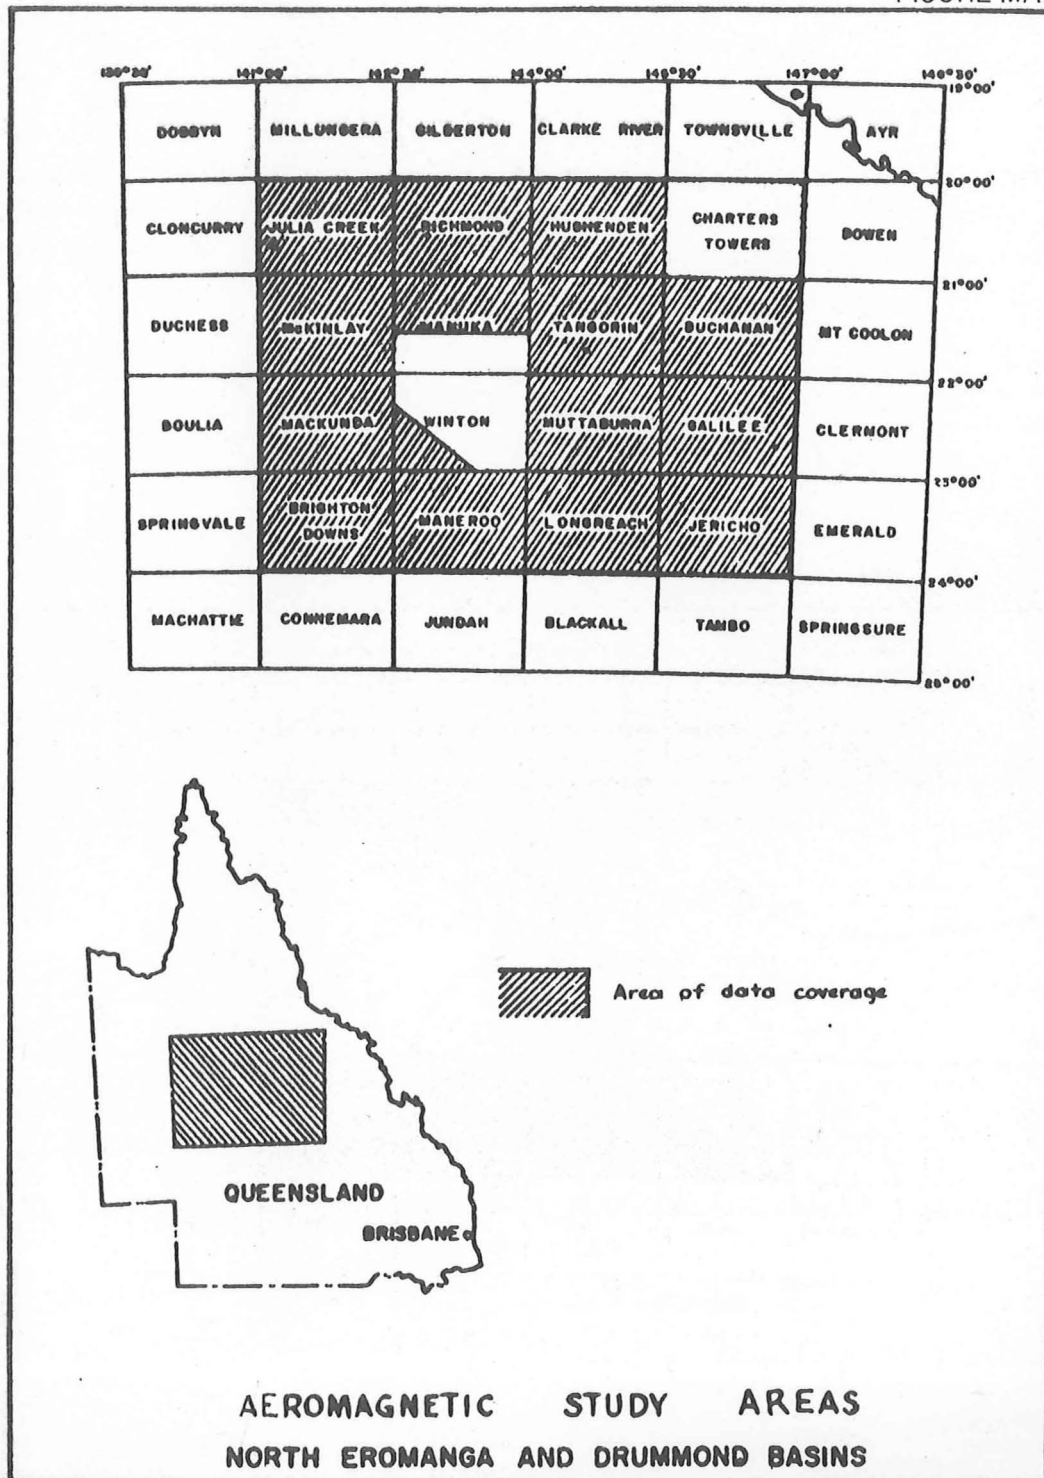 139°30' 141°00' 142°30' 144°00' 145°30' 147°00' 148°30'
19°00'
DOBBYN MILLUNGERA GILBERTON CLARKE RIVER TOWNSVILLE AYR
20°00'
CLONCURRY JULIA CREEK RICHMOND HUGHENDEN CHARTERS TOWERS BOWEN
21°00'
DUCHESS McKINLAY MANUKA TANGORIN BUCHANAN MT COOLON
22°00'
BOULIA MACKUNDA WINTON MUTTABURRA GALILEE CLERMONT
23°00'
SPRINGVALE BRIGHTON DOWNS MANEROO LONGREACH JERICHO EMERALD
24°00'
MACHATTIE CONNEMARA JUNDAH BLACKALL TAMBO SPRINGSURE
25°00'
Area of data coverage
QUEENSLAND
BRISBANE
AEROMAGNETIC STUDY AREAS
NORTH EROMANGA AND DRUMMOND BASINS